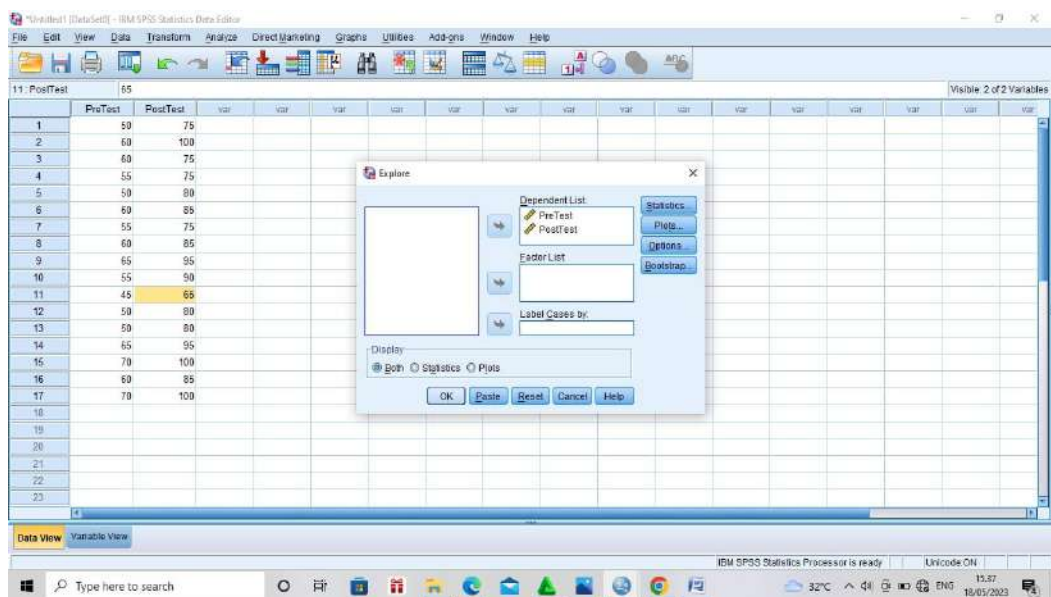 *Untitled1 [DataSet0] - IBM SPSS Statistics Data Editor
File Edit View Data Transform Analyze Direct Marketing Graphs Utilities Add-ons Window Help
11 : PostTest 65 Visible: 2 of 2 Variables
PreTest PostTest var var var var var var var var var var var var var var
1 50 75
2 60 100
3 60 75
4 55 75
5 50 80
6 60 85
7 55 75
8 60 85
9 65 95
10 55 90
11 45 65
12 50 80
13 50 80
14 65 95
15 70 100
16 60 85
17 70 100
18
19
20
21
22
23
Explore
Dependent List:
PreTest
PostTest
Factor List:
Label Cases by:
Statistics...
Plots...
Options...
Bootstrap...
Display
Both Statistics Plots
OK Paste Reset Cancel Help
Data View Variable View
IBM SPSS Statistics Processor is ready Unicode:ON
Type here to search 32°C ENG 15.37
18/05/2023